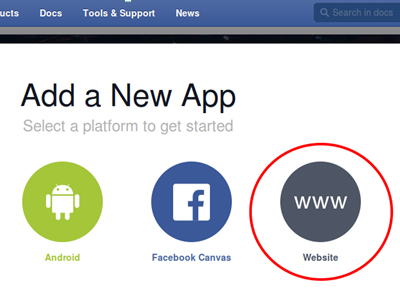 ucts Docs Tools & Support News Search in docs
Add a New App
Select a platform to get started
www
Android Facebook Canvas Website